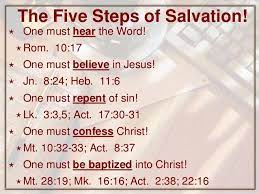 The Five Steps of Salvation!
One must hear the Word!
Rom. 10:17
One must believe in Jesus!
Jn. 8:24; Heb. 11:6
One must repent of sin!
Lk. 3:3,5; Act. 17:30-31
One must confess Christ!
Mt. 10:32-33; Act. 8:37
One must be baptized into Christ!
Mt. 28:19; Mk. 16:16; Act. 2:38; 22:16